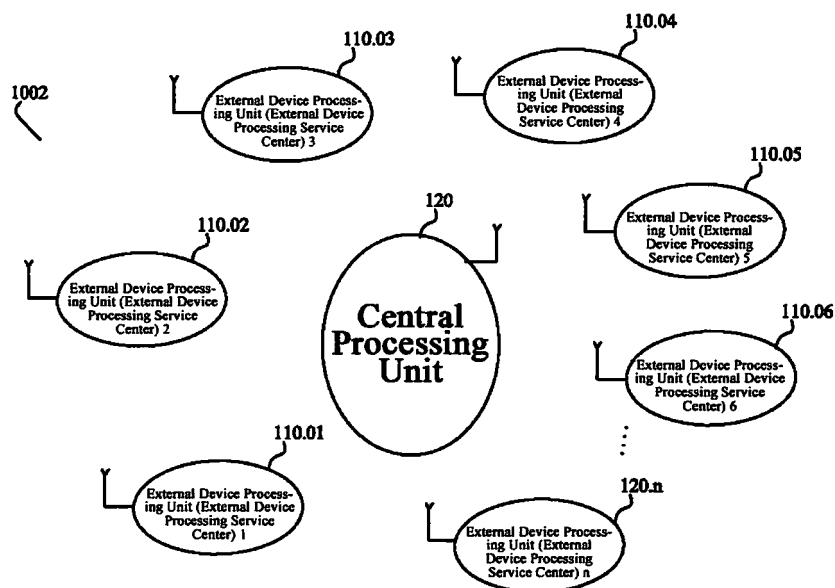 110.03
External Device Process-
ing Unit (External Device
Processing Service
Center) 3
110.04
External Device Process-
ing Unit (External
Device Processing
Service Center)
4
1002
110.05
External Device Process-
ing Unit (External
Device Processing
Service Center)
5
110.02
External Device Process-
ing Unit (External Device
Processing Service
Center) 2
120
Central
Processing
Unit
110.06
External Device Process-
ing Unit (External Device
Processing Service
Center) 6
110.01
External Device Process-
ing Unit (External Device
Processing Service
Center) 1
120.n
External Device Process-
ing Unit (External
Device Processing
Service Center) n